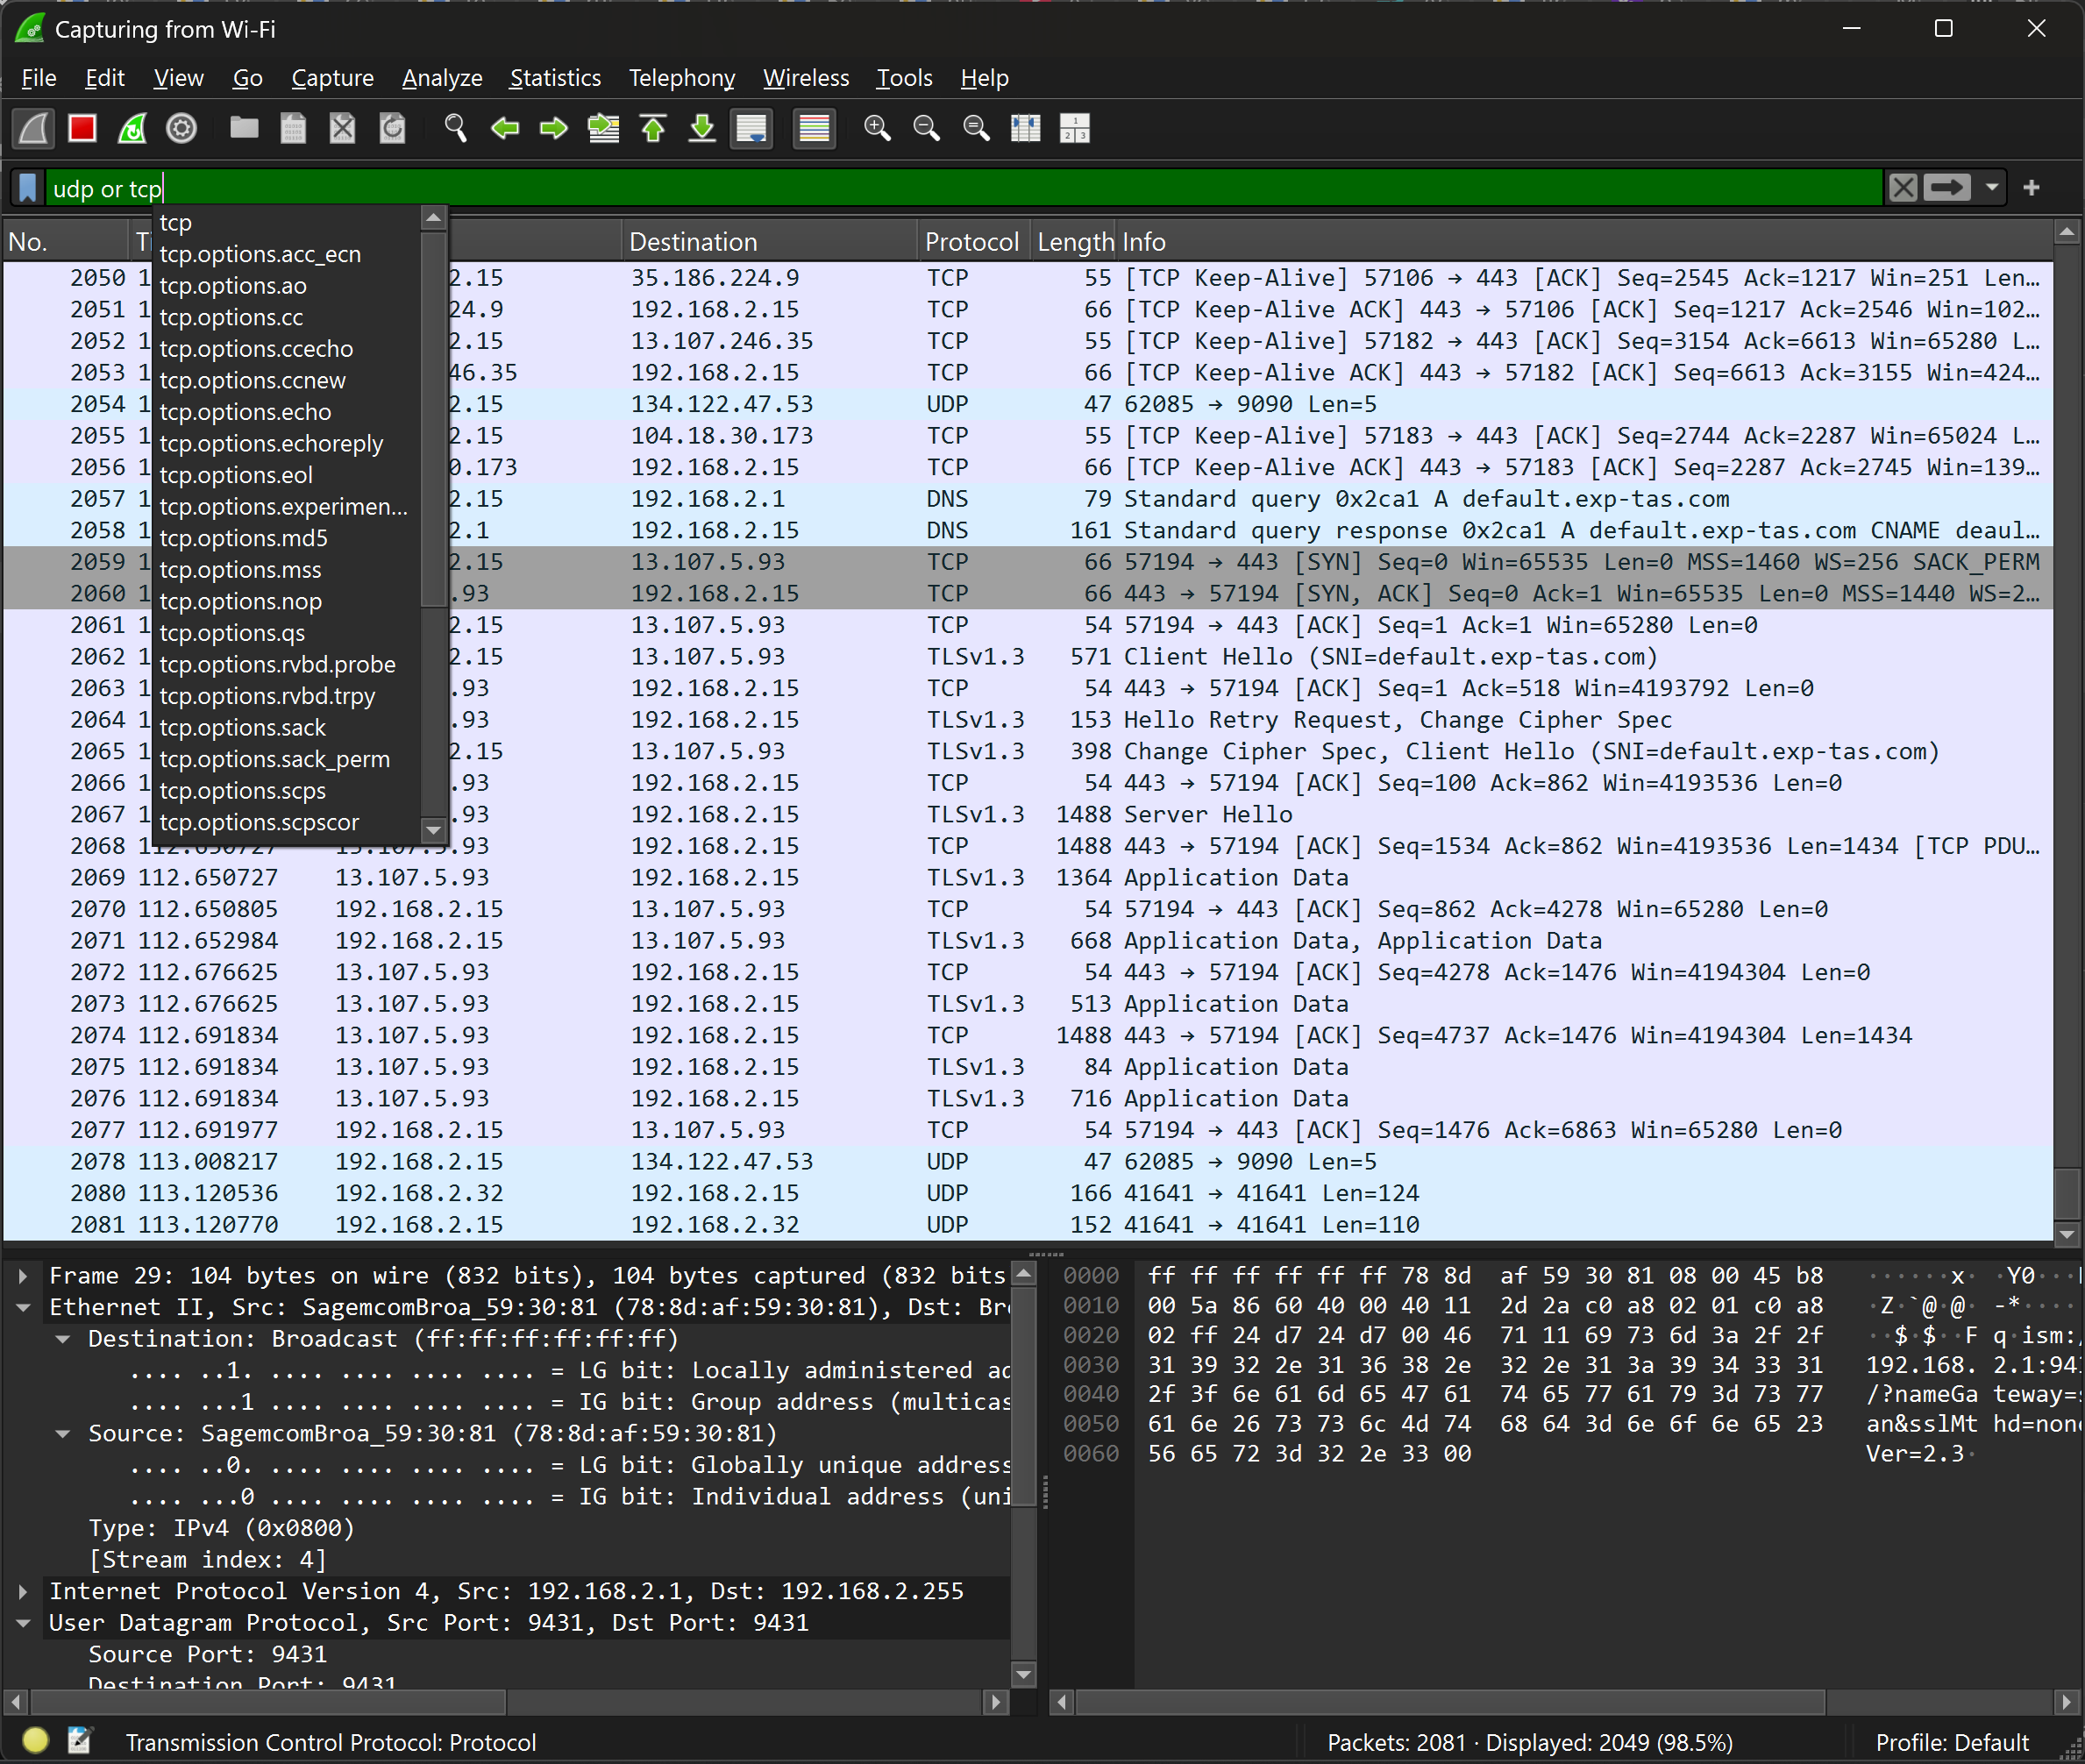 Capturing from Wi-Fi
File Edit View Go Capture Analyze Statistics Telephony Wireless Tools Help
udp or tcp
No. Ti Destination Protocol Length Info
tcp
tcp.options.acc_ecn
tcp.options.ao
tcp.options.cc
tcp.options.ccecho
tcp.options.ccnew
tcp.options.echo
tcp.options.echoreply
tcp.options.eol
tcp.options.experimen...
tcp.options.md5
tcp.options.mss
tcp.options.nop
tcp.options.qs
tcp.options.rvbd.probe
tcp.options.rvbd.trpy
tcp.options.sack
tcp.options.sack_perm
tcp.options.scps
tcp.options.scpscor
2050 1 2.15 35.186.224.9 TCP 55 [TCP Keep-Alive] 57106 → 443 [ACK] Seq=2545 Ack=1217 Win=251 Len…
2051 1 24.9 192.168.2.15 TCP 66 [TCP Keep-Alive ACK] 443 → 57106 [ACK] Seq=1217 Ack=2546 Win=102…
2052 1 2.15 13.107.246.35 TCP 55 [TCP Keep-Alive] 57182 → 443 [ACK] Seq=3154 Ack=6613 Win=65280 L…
2053 1 46.35 192.168.2.15 TCP 66 [TCP Keep-Alive ACK] 443 → 57182 [ACK] Seq=6613 Ack=3155 Win=424…
2054 1 2.15 134.122.47.53 UDP 47 62085 → 9090 Len=5
2055 1 2.15 104.18.30.173 TCP 55 [TCP Keep-Alive] 57183 → 443 [ACK] Seq=2744 Ack=2287 Win=65024 L…
2056 1 0.173 192.168.2.15 TCP 66 [TCP Keep-Alive ACK] 443 → 57183 [ACK] Seq=2287 Ack=2745 Win=139…
2057 1 2.15 192.168.2.1 DNS 79 Standard query 0x2ca1 A default.exp-tas.com
2058 1 2.1 192.168.2.15 DNS 161 Standard query response 0x2ca1 A default.exp-tas.com CNAME deaul…
2059 1 2.15 13.107.5.93 TCP 66 57194 → 443 [SYN] Seq=0 Win=65535 Len=0 MSS=1460 WS=256 SACK_PERM
2060 1 .93 192.168.2.15 TCP 66 443 → 57194 [SYN, ACK] Seq=0 Ack=1 Win=65535 Len=0 MSS=1440 WS=2…
2061 1 2.15 13.107.5.93 TCP 54 57194 → 443 [ACK] Seq=1 Ack=1 Win=65280 Len=0
2062 1 2.15 13.107.5.93 TLSv1.3 571 Client Hello (SNI=default.exp-tas.com)
2063 1 .93 192.168.2.15 TCP 54 443 → 57194 [ACK] Seq=1 Ack=518 Win=4193792 Len=0
2064 1 .93 192.168.2.15 TLSv1.3 153 Hello Retry Request, Change Cipher Spec
2065 1 2.15 13.107.5.93 TLSv1.3 398 Change Cipher Spec, Client Hello (SNI=default.exp-tas.com)
2066 1 .93 192.168.2.15 TCP 54 443 → 57194 [ACK] Seq=100 Ack=862 Win=4193536 Len=0
2067 1 .93 192.168.2.15 TLSv1.3 1488 Server Hello
2068 112.650727 13.107.5.93 192.168.2.15 TCP 1488 443 → 57194 [ACK] Seq=1534 Ack=862 Win=4193536 Len=1434 [TCP PDU…
2069 112.650727 13.107.5.93 192.168.2.15 TLSv1.3 1364 Application Data
2070 112.650805 192.168.2.15 13.107.5.93 TCP 54 57194 → 443 [ACK] Seq=862 Ack=4278 Win=65280 Len=0
2071 112.652984 192.168.2.15 13.107.5.93 TLSv1.3 668 Application Data, Application Data
2072 112.676625 13.107.5.93 192.168.2.15 TCP 54 443 → 57194 [ACK] Seq=4278 Ack=1476 Win=4194304 Len=0
2073 112.676625 13.107.5.93 192.168.2.15 TLSv1.3 513 Application Data
2074 112.691834 13.107.5.93 192.168.2.15 TCP 1488 443 → 57194 [ACK] Seq=4737 Ack=1476 Win=4194304 Len=1434
2075 112.691834 13.107.5.93 192.168.2.15 TLSv1.3 84 Application Data
2076 112.691834 13.107.5.93 192.168.2.15 TLSv1.3 716 Application Data
2077 112.691977 192.168.2.15 13.107.5.93 TCP 54 57194 → 443 [ACK] Seq=1476 Ack=6863 Win=65280 Len=0
2078 113.008217 192.168.2.15 134.122.47.53 UDP 47 62085 → 9090 Len=5
2080 113.120536 192.168.2.32 192.168.2.15 UDP 166 41641 → 41641 Len=124
2081 113.120770 192.168.2.15 192.168.2.32 UDP 152 41641 → 41641 Len=110
Frame 29: 104 bytes on wire (832 bits), 104 bytes captured (832 bits
Ethernet II, Src: SagemcomBroa_59:30:81 (78:8d:af:59:30:81), Dst: Bro
Destination: Broadcast (ff:ff:ff:ff:ff:ff)
.... ..1. .... .... .... .... = LG bit: Locally administered ad
.... ...1 .... .... .... .... = IG bit: Group address (multicas
Source: SagemcomBroa_59:30:81 (78:8d:af:59:30:81)
.... ..0. .... .... .... .... = LG bit: Globally unique address
.... ...0 .... .... .... .... = IG bit: Individual address (uni
Type: IPv4 (0x0800)
[Stream index: 4]
Internet Protocol Version 4, Src: 192.168.2.1, Dst: 192.168.2.255
User Datagram Protocol, Src Port: 9431, Dst Port: 9431
Source Port: 9431
Destination Port: 9431
0000 ff ff ff ff ff ff 78 8d af 59 30 81 08 00 45 b8 ······x· ·Y0···
0010 00 5a 86 60 40 00 40 11 2d 2a c0 a8 02 01 c0 a8 ·Z·`@·@· -*····
0020 02 ff 24 d7 24 d7 00 46 71 11 69 73 6d 3a 2f 2f ··$·$··F q·ism:/
0030 31 39 32 2e 31 36 38 2e 32 2e 31 3a 39 34 33 31 192.168. 2.1:943
0040 2f 3f 6e 61 6d 65 47 61 74 65 77 61 79 3d 73 77 /?nameGa teway=s
0050 61 6e 26 73 73 6c 4d 74 68 64 3d 6e 6f 6e 65 23 an&sslMt hd=none
0060 56 65 72 3d 32 2e 33 00 Ver=2.3·
Transmission Control Protocol: Protocol
Packets: 2081 · Displayed: 2049 (98.5%)
Profile: Default